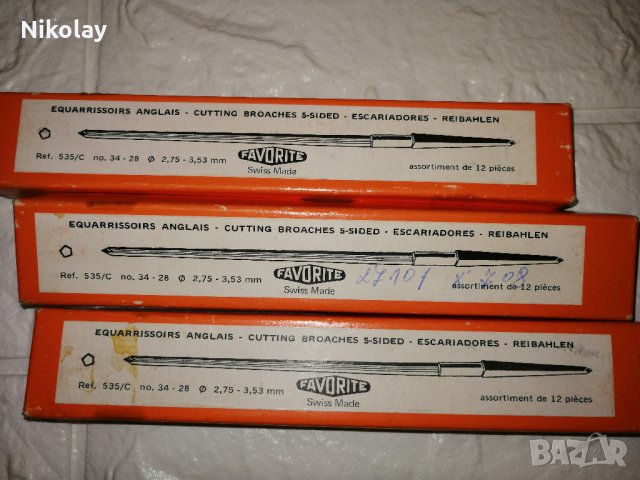 Nikolay
EQUARRISSOIRS ANGLAIS - CUTTING BROACHES 5-SIDED - ESCARIADORES - REIBAHLEN
Ref. 535/C no. 34 - 28 Ø 2,75 - 3,53 mm FAVORITE assortiment de 12 pièces
Swiss Made
EQUARRISSOIRS ANGLAIS - CUTTING BROACHES 5-SIDED - ESCARIADORES - REIBAHLEN
Ref. 535/C no. 34 - 28 Ø 2,75 - 3,53 mm FAVORITE assortiment de 12 pièces
Swiss Made
EQUARRISSOIRS ANGLAIS - CUTTING BROACHES 5-SIDED - ESCARIADORES - REIBAHLEN
Ref. 535/C no. 34 - 28 Ø 2,75 - 3,53 mm FAVORITE assortiment de 12 pièces
Swiss Made
BAZAR